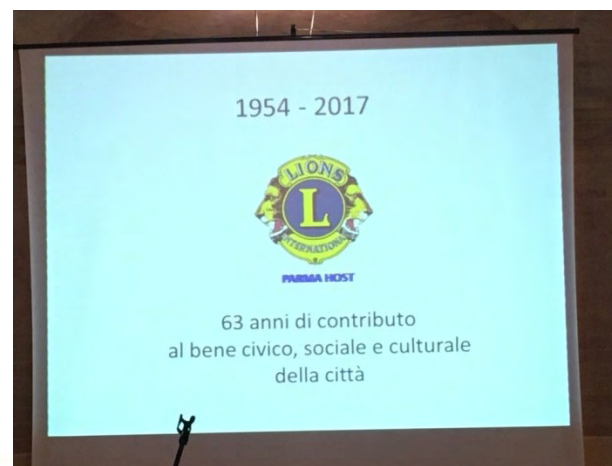 1954 - 2017
LIONS
L
INTERNATIONAL
PARMA HOST
63 anni di contributo
al bene civico, sociale e culturale
della città